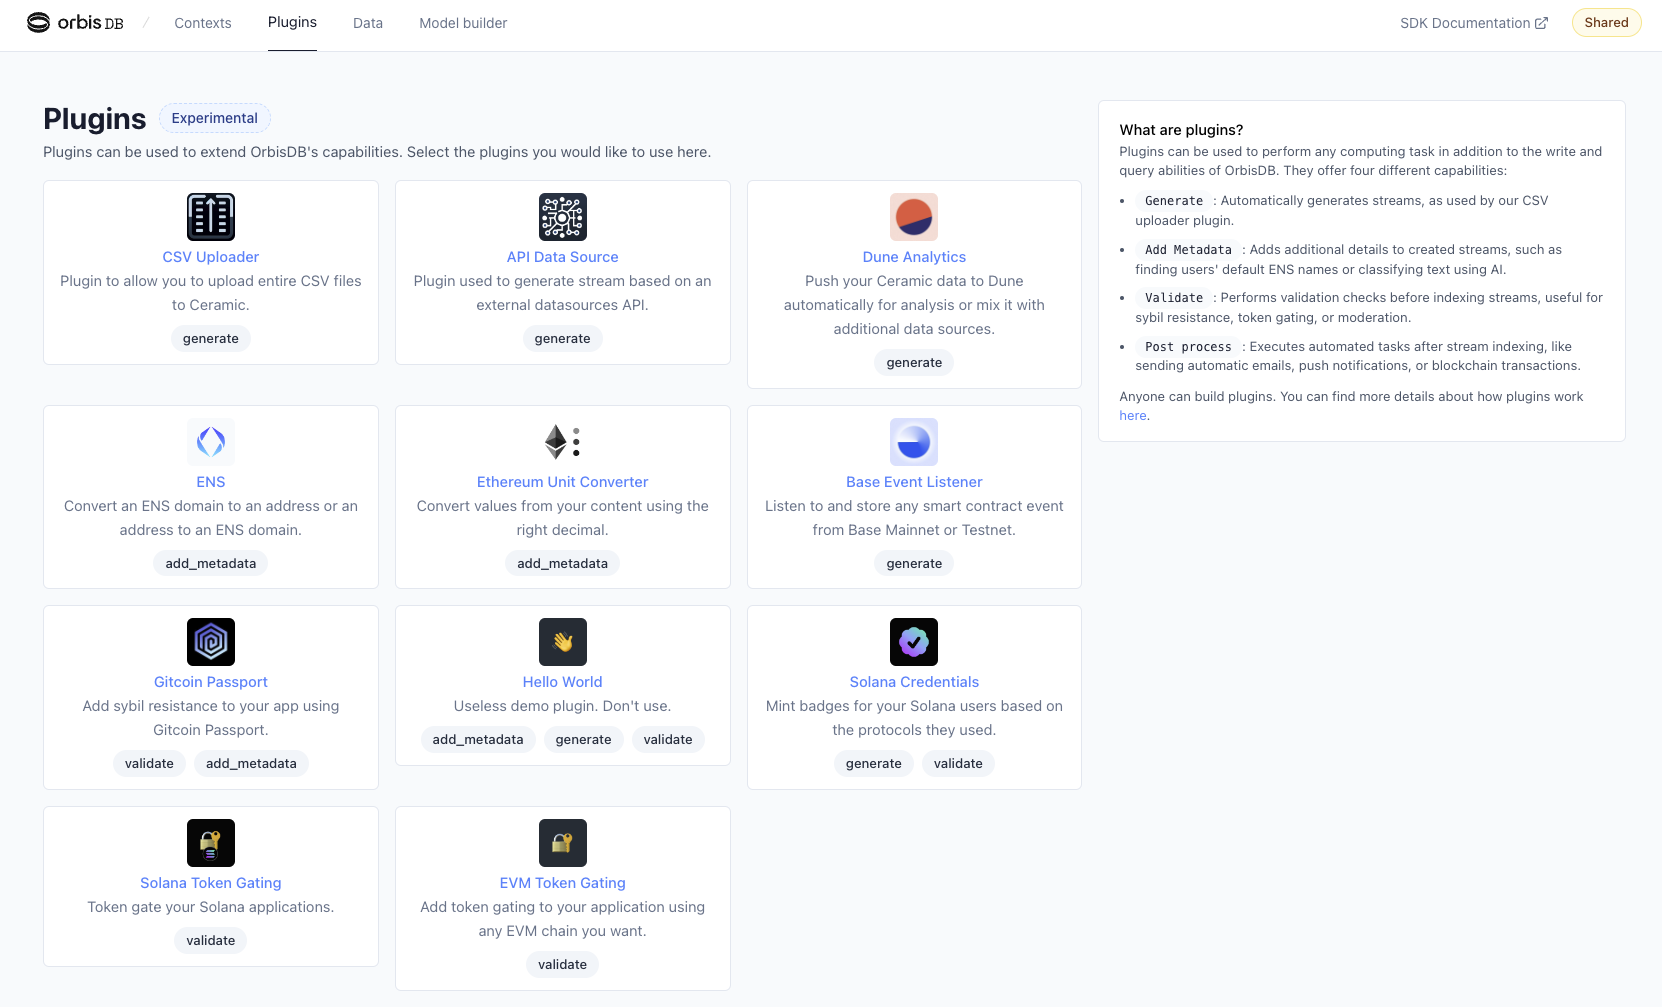 orbis DB / Contexts Plugins Data Model builder SDK Documentation Shared
Plugins Experimental
Plugins can be used to extend OrbisDB's capabilities. Select the plugins you would like to use here.
CSV Uploader
Plugin to allow you to upload entire CSV files
to Ceramic.
generate
API Data Source
Plugin used to generate stream based on an
external datasources API.
generate
Dune Analytics
Push your Ceramic data to Dune
automatically for analysis or mix it with
additional data sources.
generate
ENS
Convert an ENS domain to an address or an
address to an ENS domain.
add_metadata
Ethereum Unit Converter
Convert values from your content using the
right decimal.
add_metadata
Base Event Listener
Listen to and store any smart contract event
from Base Mainnet or Testnet.
generate
Gitcoin Passport
Add sybil resistance to your app using
Gitcoin Passport.
validate add_metadata
Hello World
Useless demo plugin. Don't use.
add_metadata generate validate
Solana Credentials
Mint badges for your Solana users based on
the protocols they used.
generate validate
Solana Token Gating
Token gate your Solana applications.
validate
EVM Token Gating
Add token gating to your application using
any EVM chain you want.
validate
What are plugins?
Plugins can be used to perform any computing task in addition to the write and
query abilities of OrbisDB. They offer four different capabilities:
• Generate : Automatically generates streams, as used by our CSV
uploader plugin.
• Add Metadata : Adds additional details to created streams, such as
finding users' default ENS names or classifying text using AI.
• Validate : Performs validation checks before indexing streams, useful for
sybil resistance, token gating, or moderation.
• Post process : Executes automated tasks after stream indexing, like
sending automatic emails, push notifications, or blockchain transactions.
Anyone can build plugins. You can find more details about how plugins work
here.